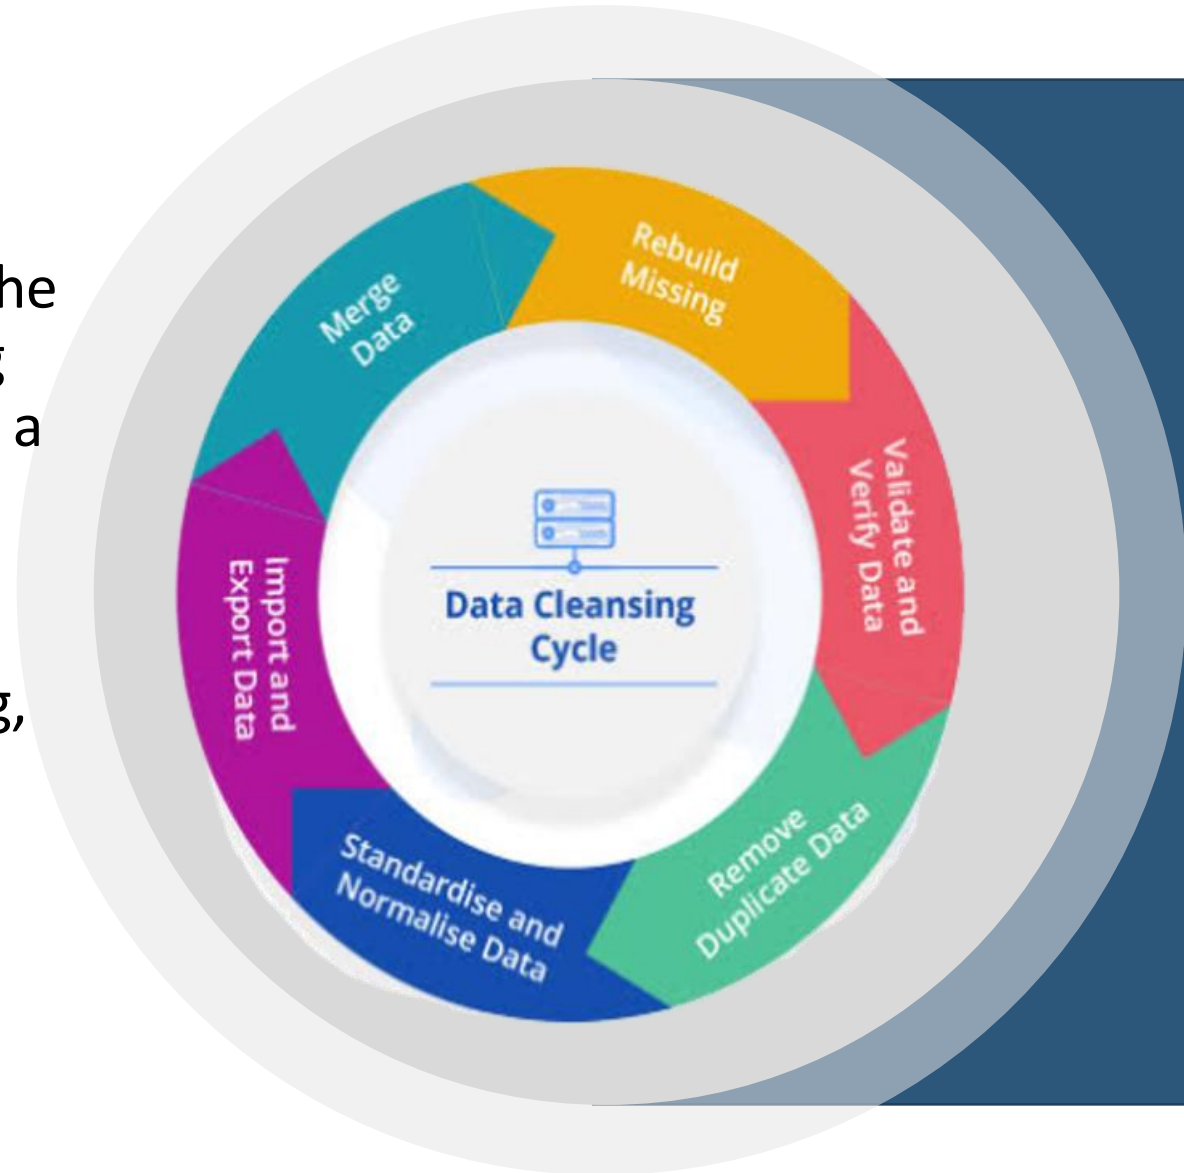 he
g
a
g,
Merge
Data
Rebuild
Missing
Validate and
Verify Data
Remove
Duplicate Data
Standardise and
Normalise Data
Import and
Export Data
Data Cleansing
Cycle